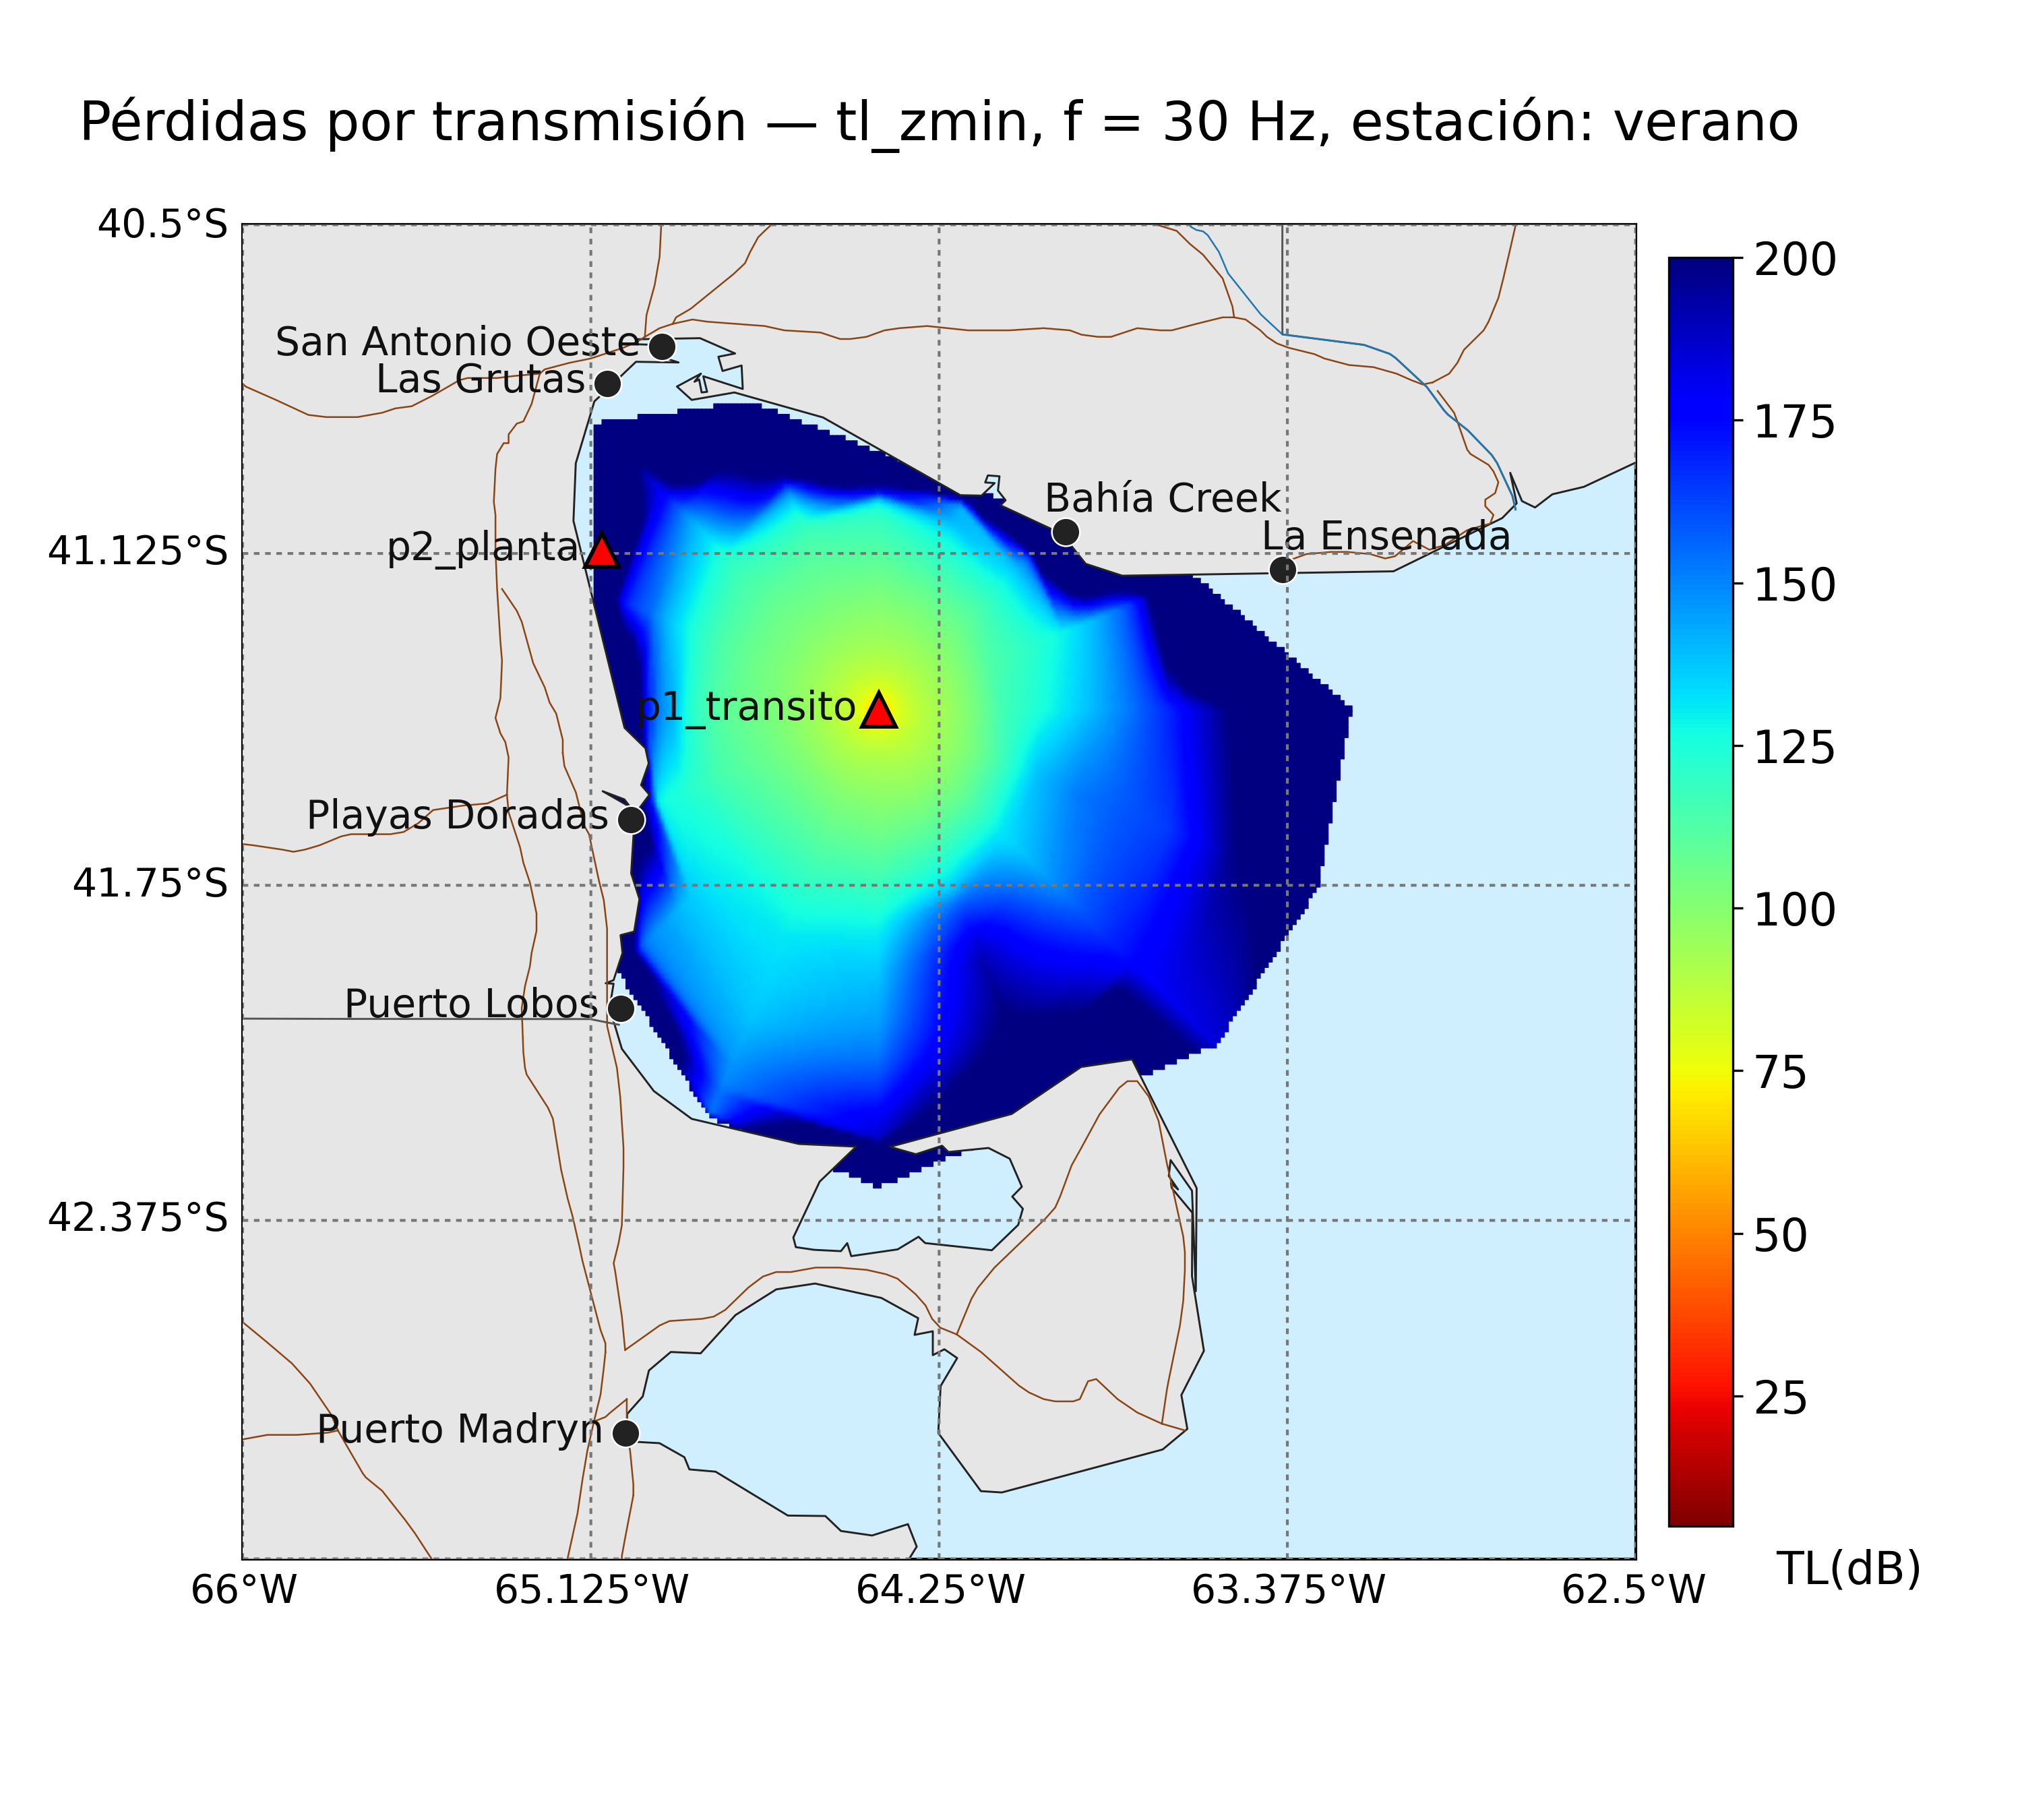 Pérdidas por transmisión — tl_zmin, f = 30 Hz, estación: verano
40.5°S
200
San Antonio Oeste
Las Grutas
175
Bahía Creek
La Ensenada
p2_planta
41.125°S
150
p1_transito
125
Playas Doradas
41.75°S
100
Puerto Lobos
75
42.375°S
50
25
Puerto Madryn
TL(dB)
66°W
65.125°W
64.25°W
63.375°W
62.5°W